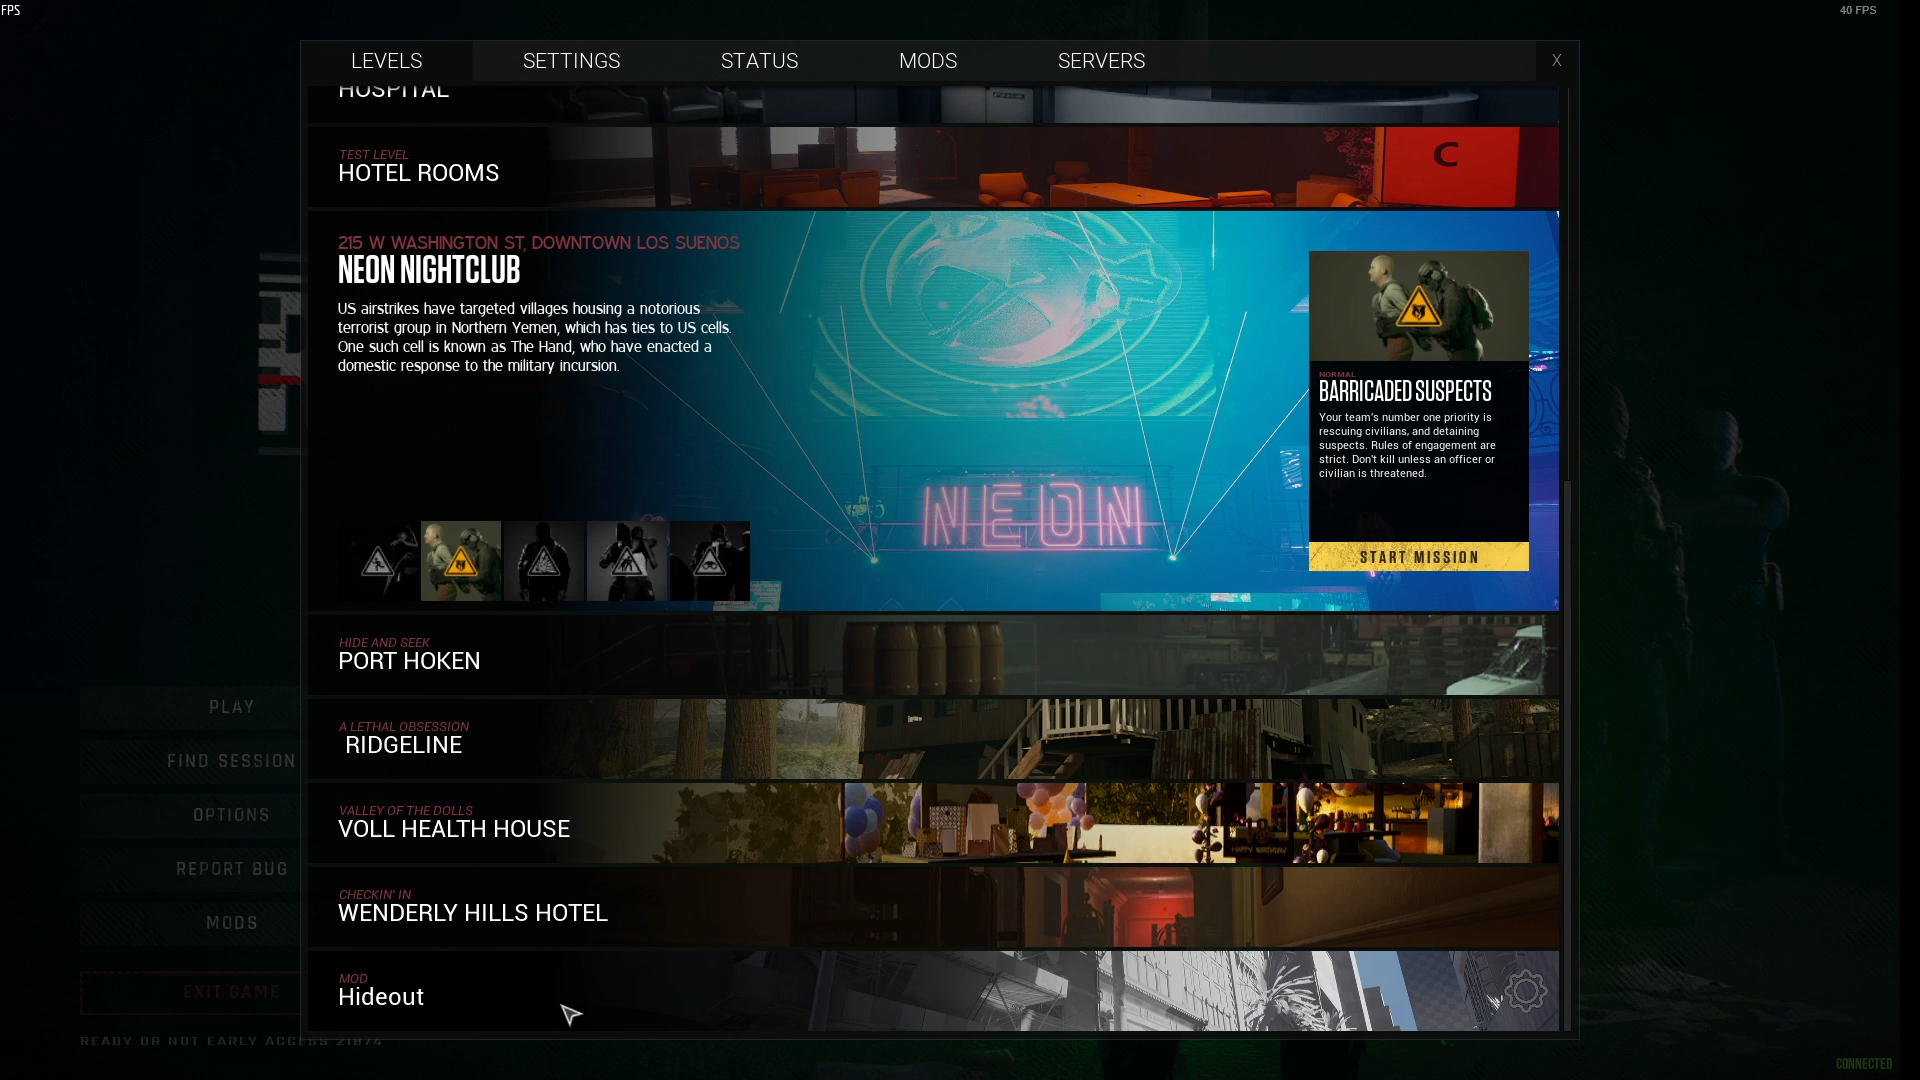 FPS
40 FPS
LEVELS
SETTINGS
STATUS
MODS
SERVERS
X
HOSPITAL
TEST LEVEL
HOTEL ROOMS
C
215 W WASHINGTON ST, DOWNTOWN LOS SUENOS
NEON NIGHTCLUB
US airstrikes have targeted villages housing a notorious
terrorist group in Northern Yemen, which has ties to US cells.
One such cell is known as The Hand, who have enacted a
domestic response to the military incursion.
NEON
NORMAL
BARRICADED SUSPECTS
Your team's number one priority is
rescuing civilians, and detaining
suspects. Rules of engagement are
strict. Don't kill unless an officer or
civilian is threatened.
START MISSION
HIDE AND SEEK
PORT HOKEN
A LETHAL OBSESSION
RIDGELINE
VALLEY OF THE DOLLS
VOLL HEALTH HOUSE
HAPPY BIRTHDAY
CHECKIN' IN
WENDERLY HILLS HOTEL
MOD
Hideout
PLAY
FIND SESSION
OPTIONS
REPORT BUG
MODS
EXIT GAME
READY OR NOT EARLY ACCESS 21874
CONNECTED